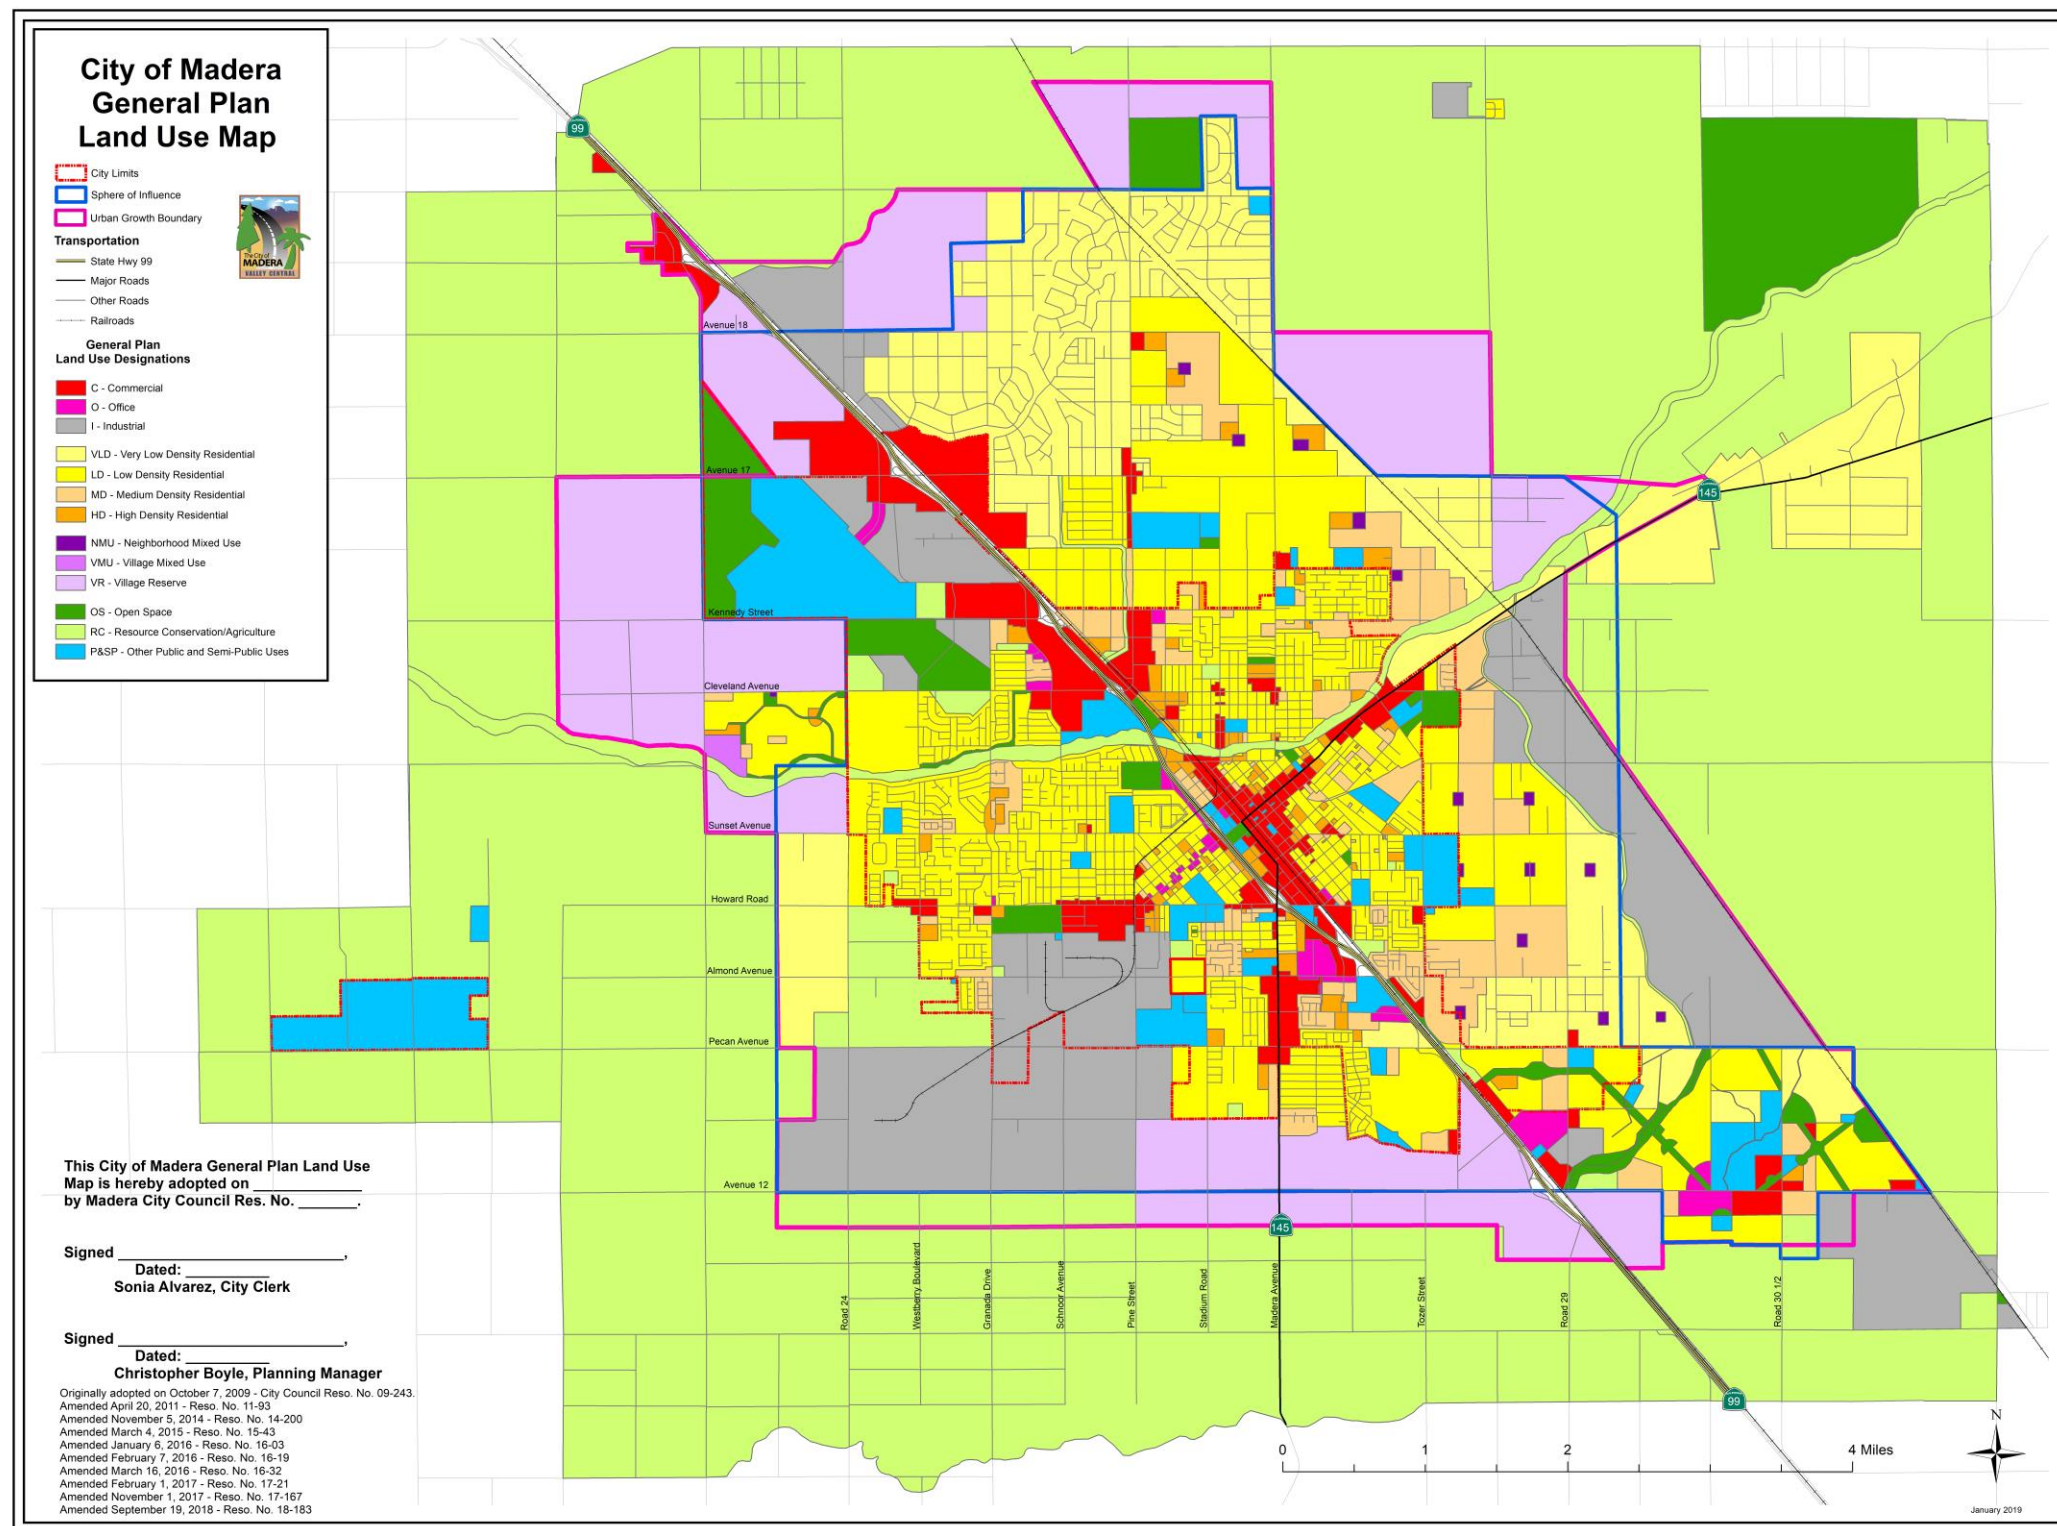 City of Madera
General Plan
Land Use Map
City Limits
Sphere of Influence
Urban Growth Boundary
Transportation
State Hwy 99
Major Roads
Other Roads
Railroads
The City of
MADERA
VALLEY CENTRAL
General Plan
Land Use Designations
C - Commercial
O - Office
I - Industrial
VLD - Very Low Density Residential
LD - Low Density Residential
MD - Medium Density Residential
HD - High Density Residential
NMU - Neighborhood Mixed Use
VMU - Village Mixed Use
VR - Village Reserve
OS - Open Space
RC - Resource Conservation/Agriculture
P&SP - Other Public and Semi-Public Uses
99
Avenue 18
Avenue 17
145
Kennedy Street
Cleveland Avenue
Sunset Avenue
Howard Road
Almond Avenue
Pecan Avenue
Avenue 12
145
Road 24
Westberry Boulevard
Granada Drive
Schnoor Avenue
Pine Street
Stadium Road
Madera Avenue
Tozer Street
Road 29
Road 30 1/2
99
This City of Madera General Plan Land Use
Map is hereby adopted on _____________
by Madera City Council Res. No. _______.
Signed ___________________________,
Dated: __________
Sonia Alvarez, City Clerk
Signed ___________________________,
Dated: __________
Christopher Boyle, Planning Manager
Originally adopted on October 7, 2009 - City Council Reso. No. 09-243.
Amended April 20, 2011 - Reso. No. 11-93
Amended November 5, 2014 - Reso. No. 14-200
Amended March 4, 2015 - Reso. No. 15-43
Amended January 6, 2016 - Reso. No. 16-03
Amended February 7, 2016 - Reso. No. 16-19
Amended March 16, 2016 - Reso. No. 16-32
Amended February 1, 2017 - Reso. No. 17-21
Amended November 1, 2017 - Reso. No. 17-167
Amended September 19, 2018 - Reso. No. 18-183
0 1 2 4 Miles
N
January 2019